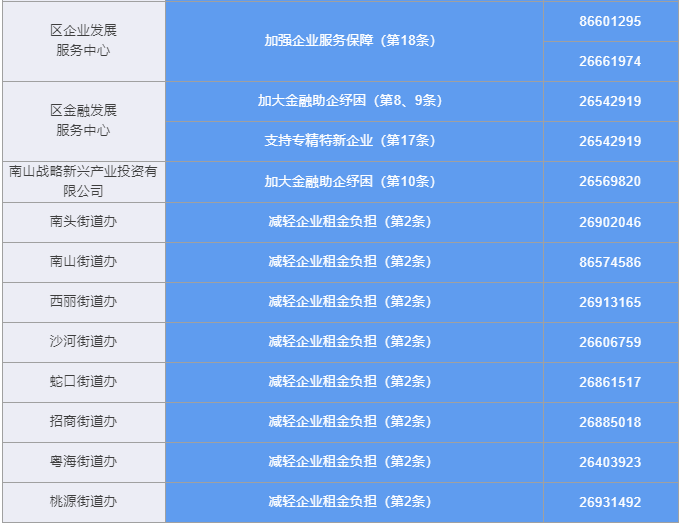 区企业发展
服务中心
加强企业服务保障（第18条）
86601295
26661974
区金融发展
服务中心
加大金融助企纾困（第8、9条）
26542919
支持专精特新企业（第17条）
26542919
南山战略新兴产业投资有
限公司
加大金融助企纾困（第10条）
26569820
南头街道办
减轻企业租金负担（第2条）
26902046
南山街道办
减轻企业租金负担（第2条）
86574586
西丽街道办
减轻企业租金负担（第2条）
26913165
沙河街道办
减轻企业租金负担（第2条）
26606759
蛇口街道办
减轻企业租金负担（第2条）
26861517
招商街道办
减轻企业租金负担（第2条）
26885018
粤海街道办
减轻企业租金负担（第2条）
26403923
桃源街道办
减轻企业租金负担（第2条）
26931492